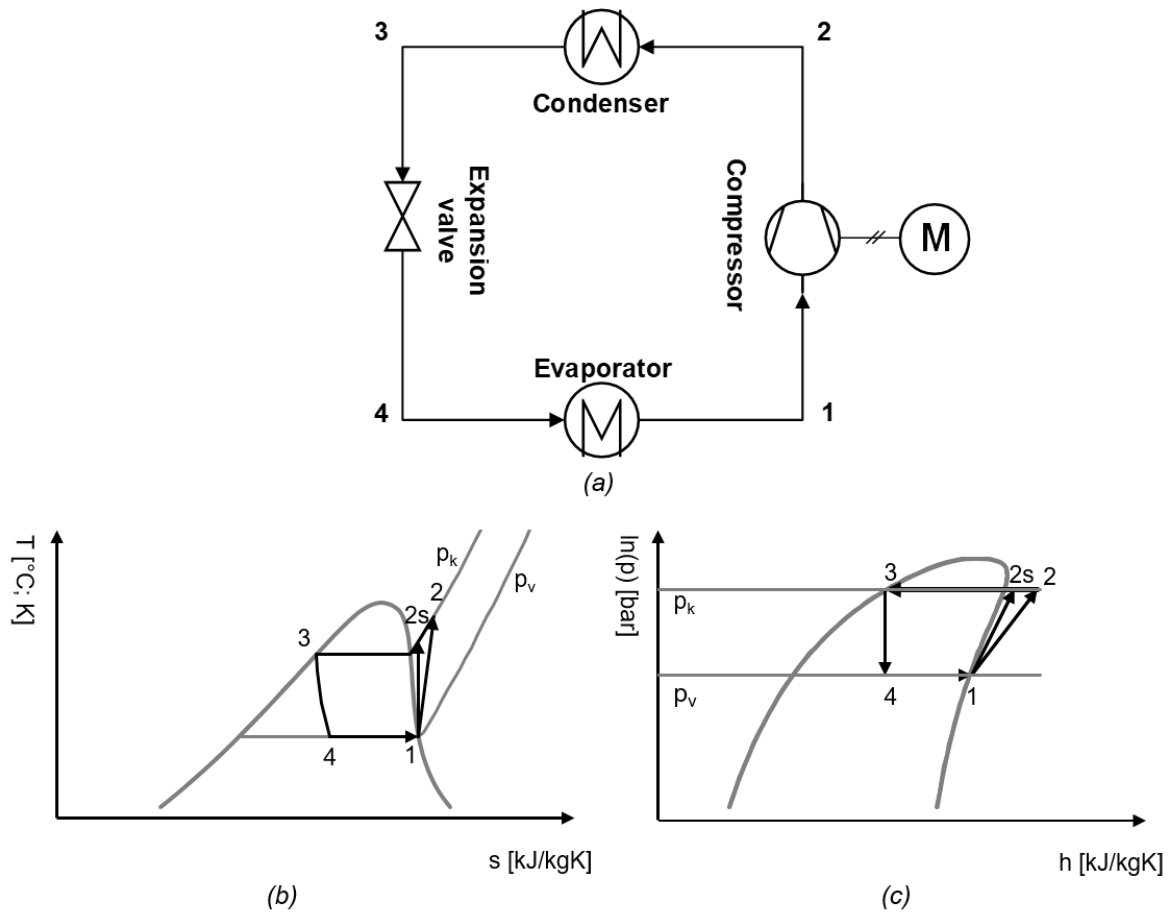 3
2
Condenser
Expansion
valve
Compressor
M
Evaporator
4
1
(a)
T [°C; K]
p_k
p_v
2
2s
3
4
1
s [kJ/kgK]
(b)
ln(p) [bar]
3
2s
2
p_k
p_v
4
1
h [kJ/kgK]
(c)